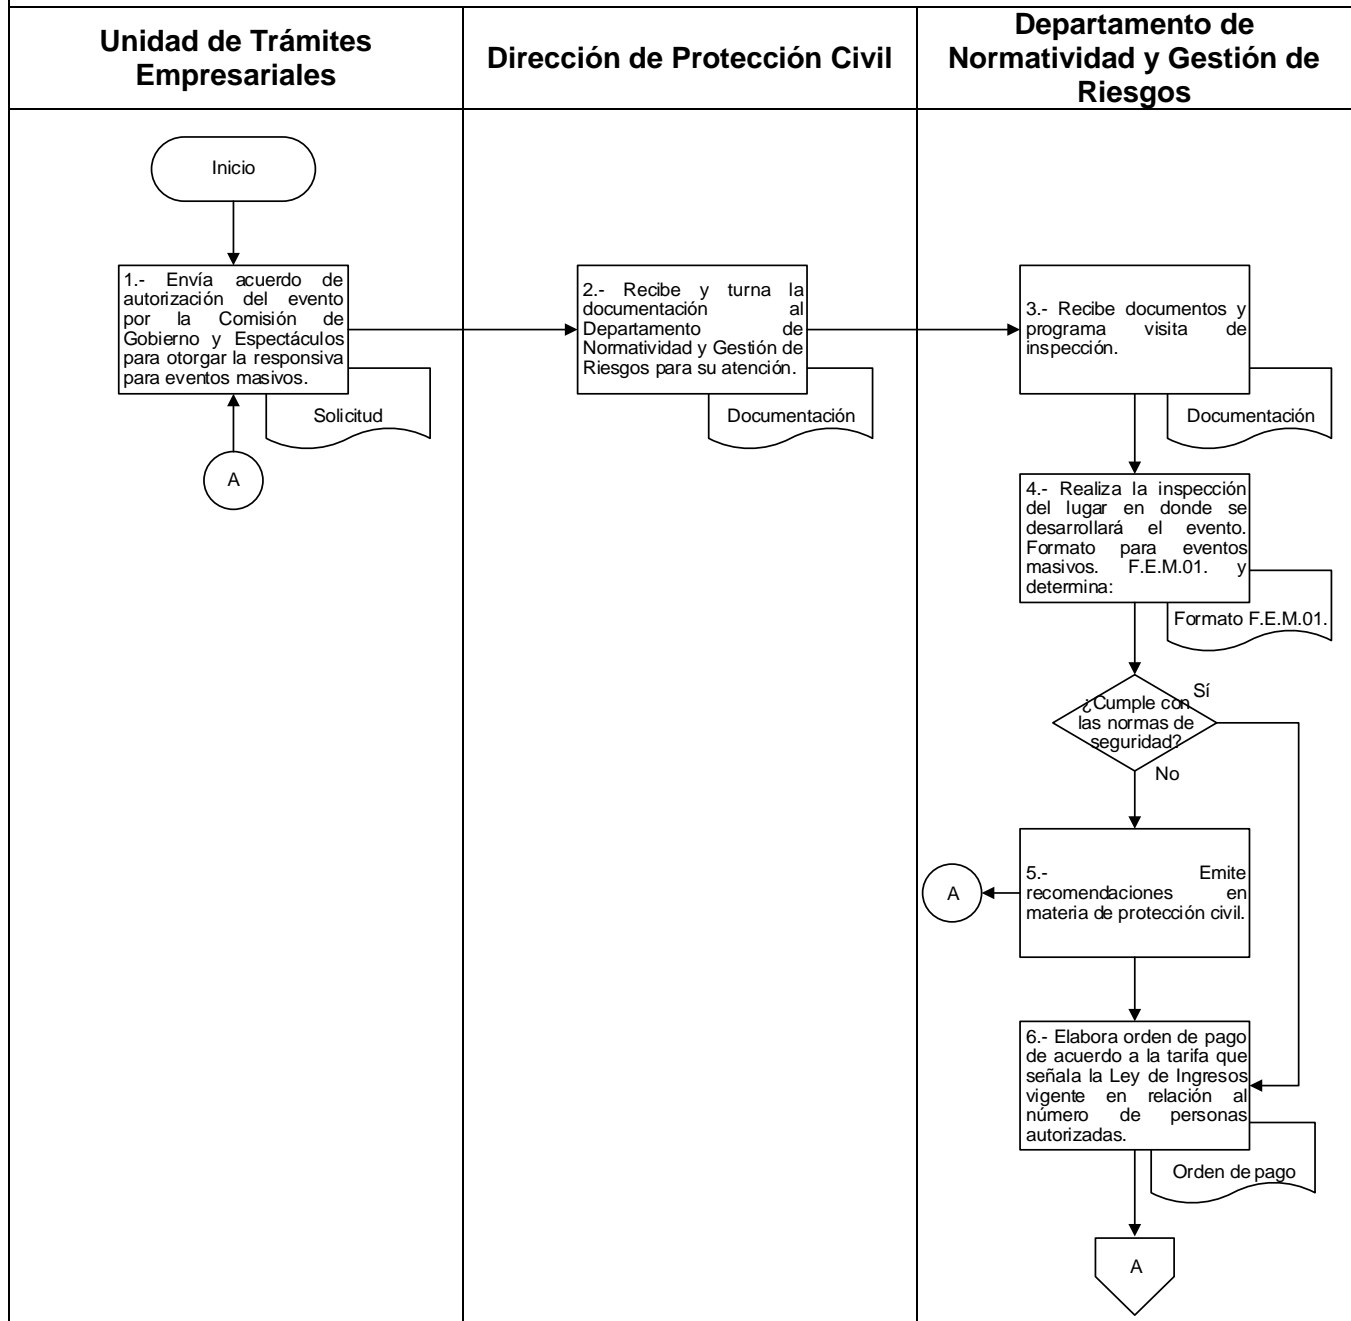 Unidad de Trámites
Empresariales
Dirección de Protección Civil
Departamento de
Normatividad y Gestión de
Riesgos
Inicio
1.- Envía acuerdo de
autorización del evento
por la Comisión de
Gobierno y Espectáculos
para otorgar la responsiva
para eventos masivos.
Solicitud
A
2.- Recibe y turna la
documentación al
Departamento de
Normatividad y Gestión de
Riesgos para su atención.
Documentación
3.- Recibe documentos y
programa visita de
inspección.
Documentación
4.- Realiza la inspección
del lugar en donde se
desarrollará el evento.
Formato para eventos
masivos. F.E.M.01. y
determina:
Formato F.E.M.01.
¿Cumple con
las normas de
seguridad?
Sí
No
5.- Emite
recomendaciones en
materia de protección civil.
A
6.- Elabora orden de pago
de acuerdo a la tarifa que
señala la Ley de Ingresos
vigente en relación al
número de personas
autorizadas.
Orden de pago
A